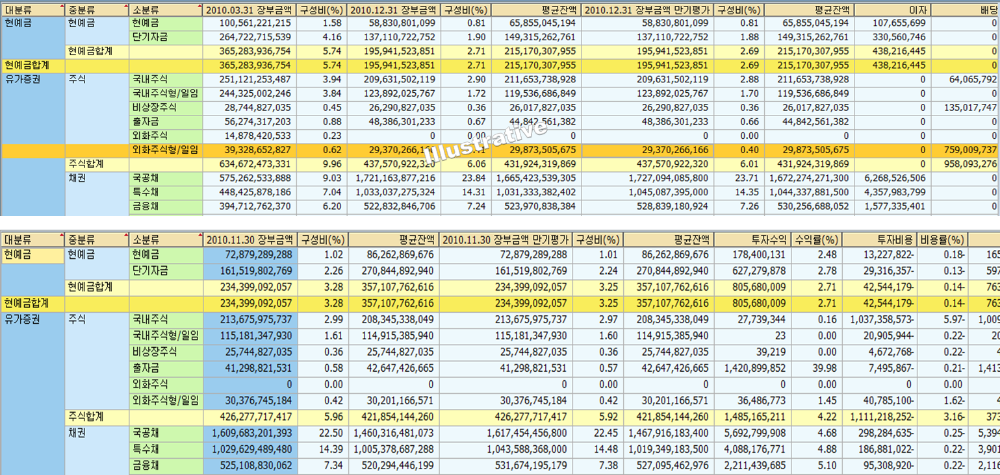 대분류 중분류 소분류 2010.03.31 장부금액 구성비(%) 2010.12.31 장부금액 구성비(%) 평균잔액 2010.12.31 장부금액 만기평가 구성비(%) 평균잔액 이자 배당
현예금 현예금 현예금 100,561,221,215 1.58 58,830,801,099 0.81 65,855,045,194 58,830,801,099 0.81 65,855,045,194 107,655,699 0
단기자금 264,722,715,539 4.16 137,110,722,752 1.90 149,315,262,761 137,110,722,752 1.88 149,315,262,761 330,560,746 0
현예금합계 365,283,936,754 5.74 195,941,523,851 2.71 215,170,307,955 195,941,523,851 2.69 215,170,307,955 438,216,445 0
현예금합계 365,283,936,754 5.74 195,941,523,851 2.71 215,170,307,955 195,941,523,851 2.69 215,170,307,955 438,216,445 0
유가증권 주식 국내주식 251,121,253,487 3.94 209,631,502,119 2.90 211,653,738,928 209,631,502,119 2.88 211,653,738,928 0 64,065,792
국내주식형/일임 244,325,002,246 3.84 123,892,025,767 1.72 119,536,686,849 123,892,025,767 1.70 119,536,686,849 0 0
비상장주식 28,744,827,035 0.45 26,290,827,035 0.36 26,017,827,035 26,290,827,035 0.36 26,017,827,035 0 135,017,747
출자금 56,274,317,203 0.88 48,386,301,233 0.67 44,842,561,382 48,386,301,233 0.66 44,842,561,382 0 0
외화주식 14,878,420,533 0.23 0 0.00 0 0 0.00 0 0 0
외화주식형/일임 39,328,652,827 0.62 29,370,266,166 29,873,505,675 29,370,266,166 0.40 29,873,505,675 0 759,009,737
Illustrative
주식합계 634,672,473,331 9.96 437,570,922,320 6.06 431,924,319,869 437,570,922,320 6.01 431,924,319,869 0 958,093,276
채권 국공채 575,262,533,888 9.03 1,721,163,877,216 23.84 1,665,423,539,305 1,727,094,085,800 23.71 1,672,274,271,300 6,268,526,506 0
특수채 448,425,878,186 7.04 1,033,037,275,324 14.31 1,031,333,382,402 1,045,087,395,000 14.35 1,044,337,881,500 4,357,983,799 0
금융채 394,712,762,370 6.20 522,832,846,706 7.24 523,970,838,384 528,839,180,924 7.26 530,256,688,052 1,577,335,401 0
대분류 중분류 소분류 2010.11.30 장부금액 구성비(%) 평균잔액 2010.11.30 장부금액 만기평가 구성비(%) 평균잔액 투자수익 수익률(%) 투자비용 비용률(%)
현예금 현예금 현예금 72,879,289,288 1.02 86,262,869,676 72,879,289,288 1.01 86,262,869,676 178,400,131 2.48 13,227,822- 0.18- 165
단기자금 161,519,802,769 2.26 270,844,892,940 161,519,802,769 2.24 270,844,892,940 627,279,878 2.78 29,316,357- 0.13- 597
현예금합계 234,399,092,057 3.28 357,107,762,616 234,399,092,057 3.25 357,107,762,616 805,680,009 2.71 42,544,179- 0.14- 763
현예금합계 234,399,092,057 3.28 357,107,762,616 234,399,092,057 3.25 357,107,762,616 805,680,009 2.71 42,544,179- 0.14- 763
유가증권 주식 국내주식 213,675,975,737 2.99 208,345,338,049 213,675,975,737 2.97 208,345,338,049 27,739,344 0.16 1,037,358,573- 5.97- 1,009
국내주식형/일임 115,181,347,930 1.61 114,915,385,940 115,181,347,930 1.60 114,915,385,940 23 0.00 20,905,944- 0.22- 20
비상장주식 25,744,827,035 0.36 25,744,827,035 25,744,827,035 0.36 25,744,827,035 39,219 0.00 4,672,768- 0.22- 4
출자금 41,298,821,531 0.58 42,647,426,665 41,298,821,531 0.57 42,647,426,665 1,420,899,852 39.98 7,495,867- 0.21- 1,413
외화주식 0 0.00 0 0 0.00 0 0 0.00 0 0.00
외화주식형/일임 30,376,745,184 0.42 30,201,166,571 30,376,745,184 0.42 30,201,166,571 36,486,773 1.45 40,785,100- 1.62- 4
주식합계 426,277,717,417 5.96 421,854,144,260 426,277,717,417 5.92 421,854,144,260 1,485,165,211 4.22 1,111,218,252- 3.16- 373
채권 국공채 1,609,683,201,393 22.50 1,460,316,481,073 1,617,454,456,800 22.45 1,467,916,183,400 5,692,799,908 4.68 298,284,635- 0.25- 5,394
특수채 1,029,629,489,480 14.39 1,005,378,687,288 1,043,588,368,000 14.48 1,019,349,183,500 4,088,176,771 4.88 186,881,022- 0.22- 3,901
금융채 525,108,830,062 7.34 520,294,446,199 531,674,195,179 7.38 527,095,462,976 2,211,439,685 5.10 95,308,920- 0.22- 2,116